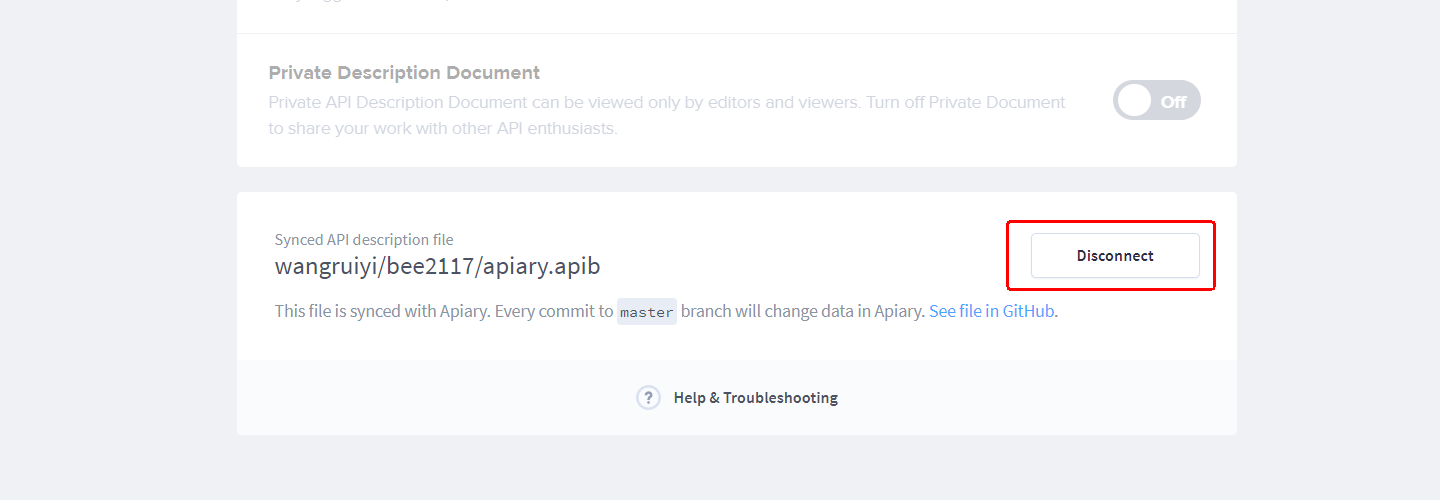 Private Description Document
Private API Description Document can be viewed only by editors and viewers. Turn off Private Document
to share your work with other API enthusiasts.
Off
Synced API description file
wangruiyi/bee2117/apiary.apib
Disconnect
This file is synced with Apiary. Every commit to master branch will change data in Apiary. See file in GitHub.
? Help & Troubleshooting